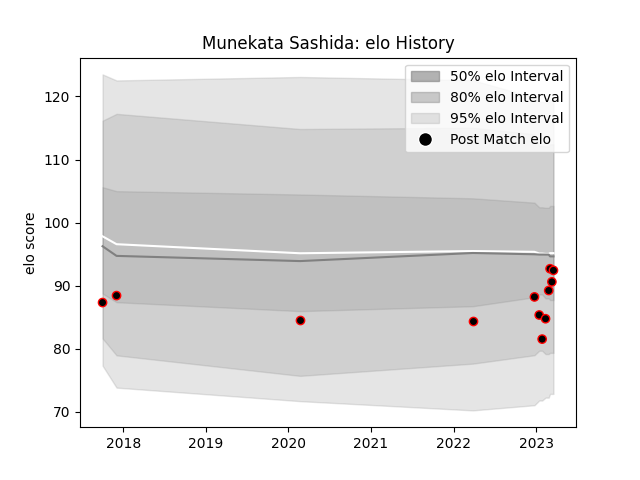 Munekata Sashida: elo History
50% elo Interval
80% elo Interval
95% elo Interval
Post Match elo
elo score
120
110
100
90
80
70
2018 2019 2020 2021 2022 2023